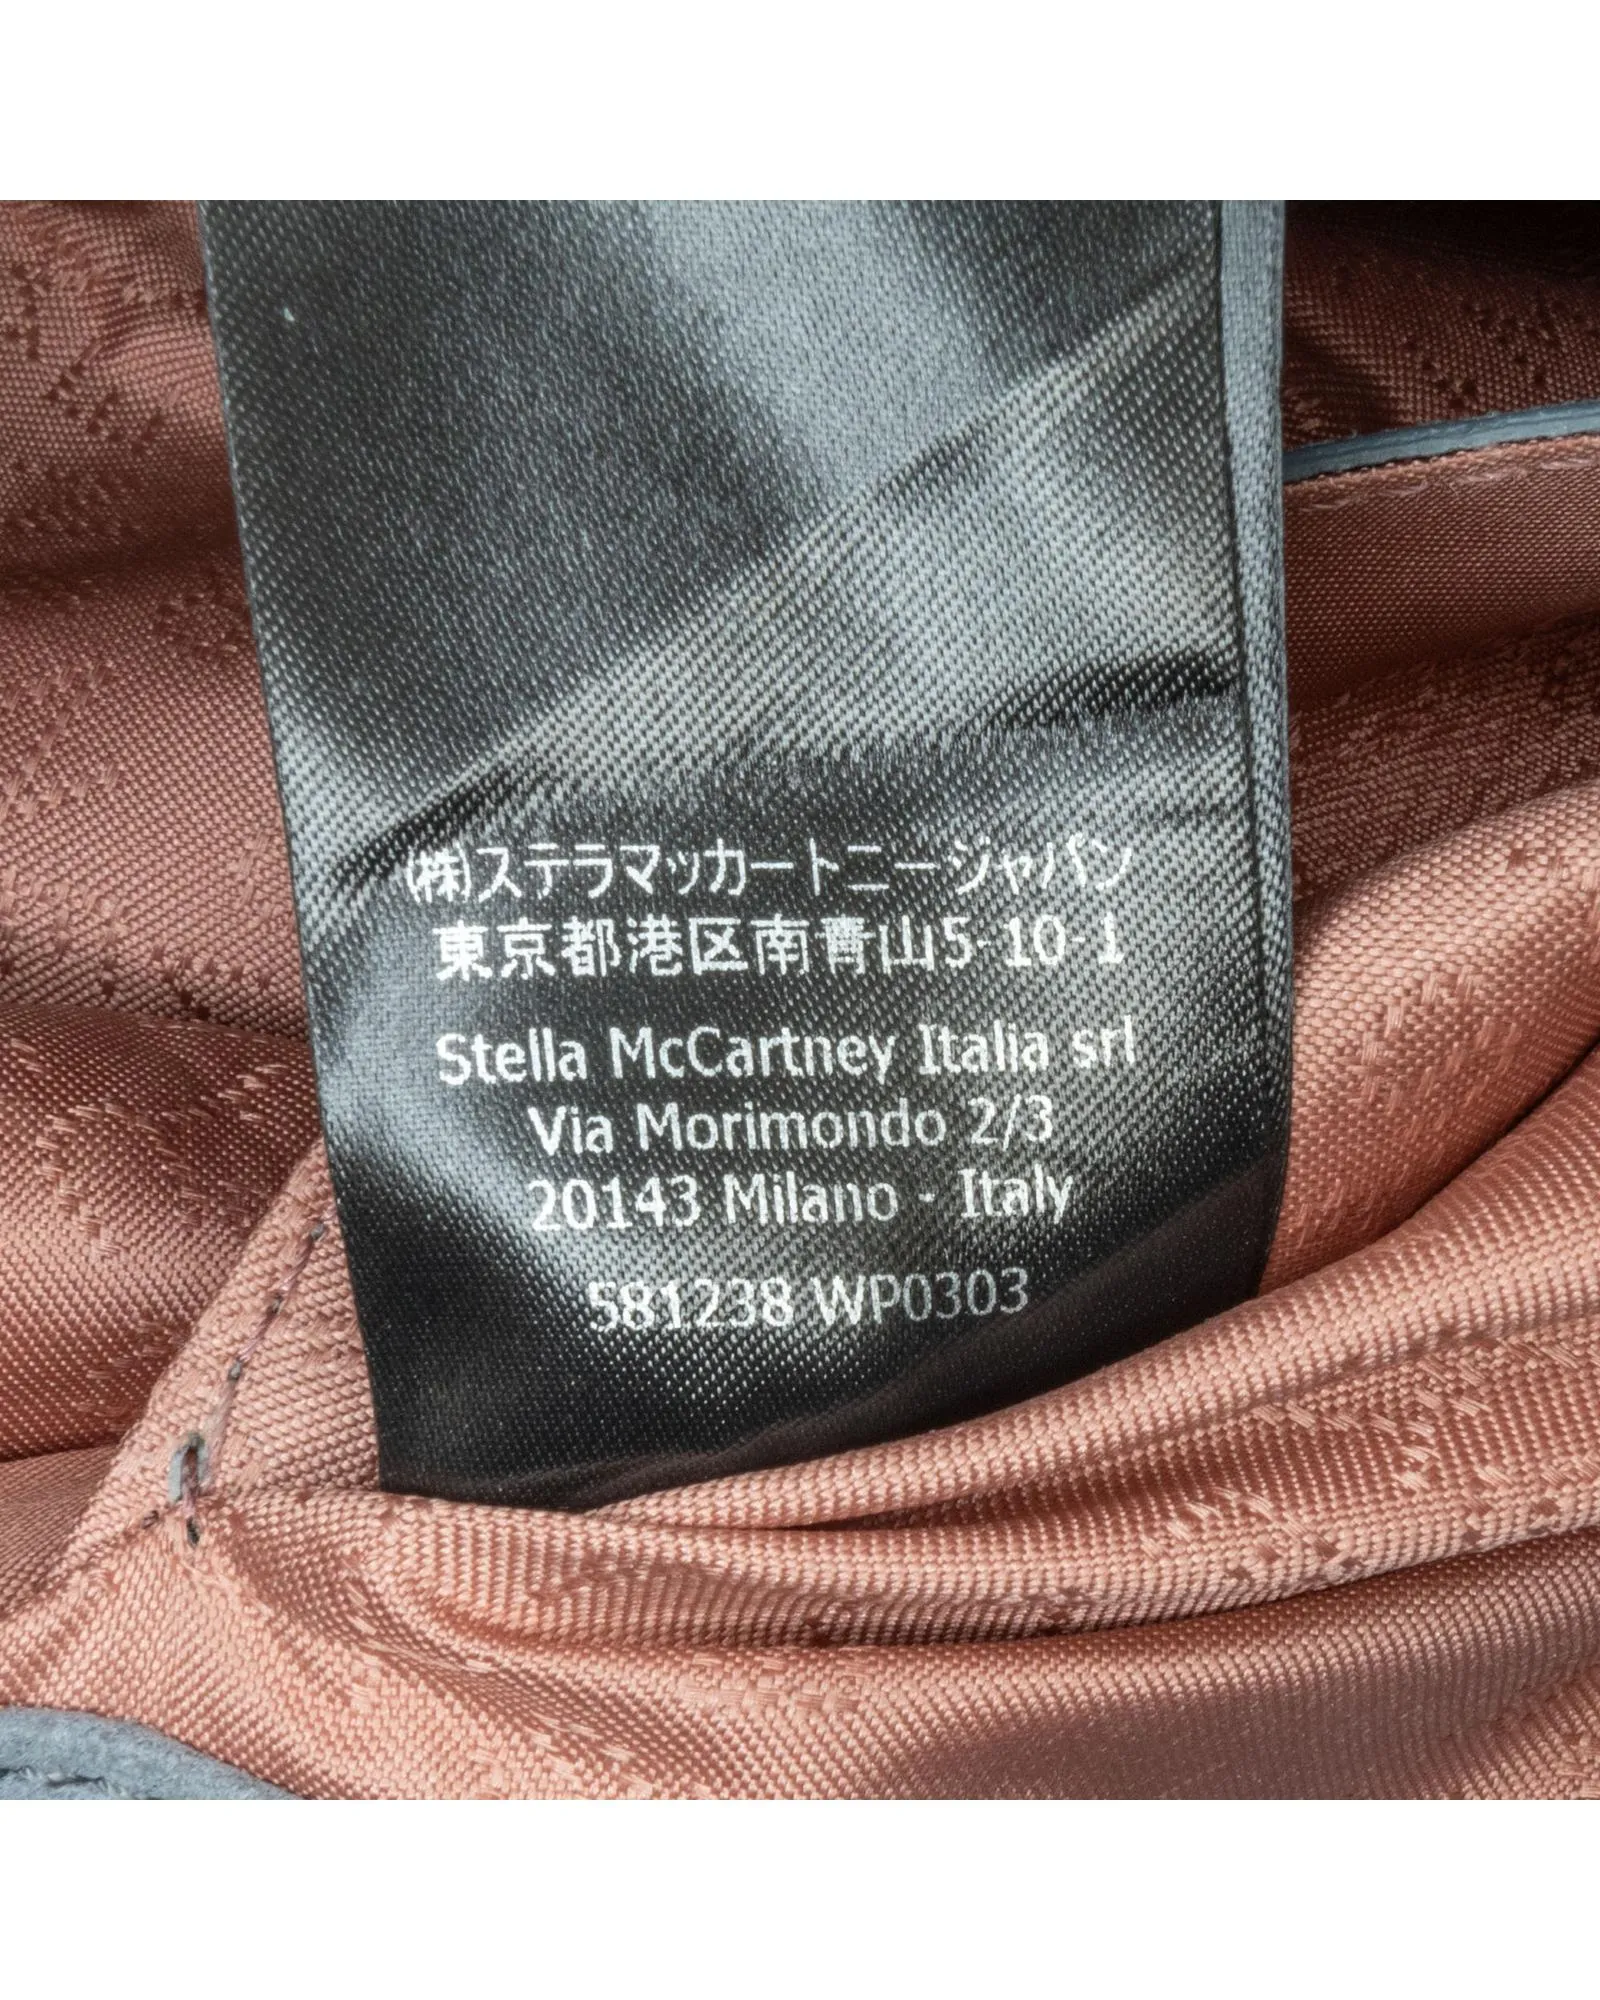 (株)ステラマッカートニージャパン
東京都港区南青山5-10-1
Stella McCartney Italia srl
Via Morimondo 2/3
20143 Milano - Italy
581238 WP0303